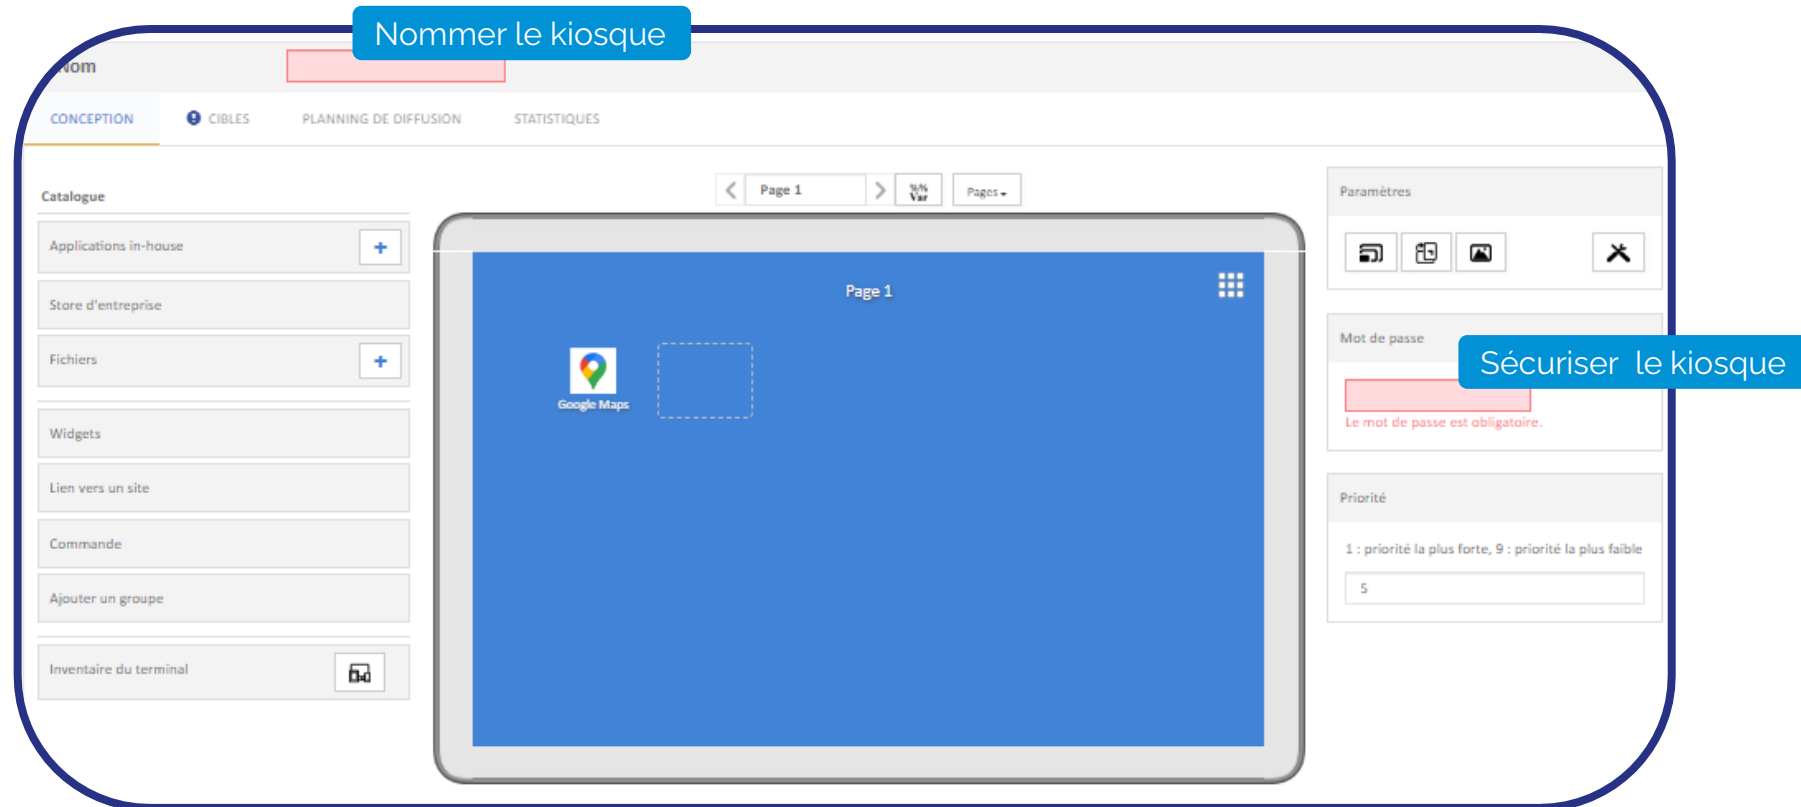 Nommer le kiosque
Nom
CONCEPTION
CIBLES
PLANNING DE DIFFUSION
STATISTIQUES
Catalogue
Applications in-house
+
Store d'entreprise
Fichiers
+
Widgets
Lien vers un site
Commande
Ajouter un groupe
Inventaire du terminal
Page 1
%% Var
Pages
Page 1
Google Maps
Paramètres
Mot de passe
Sécuriser le kiosque
Le mot de passe est obligatoire.
Priorité
1 : priorité la plus forte, 9 : priorité la plus faible
5